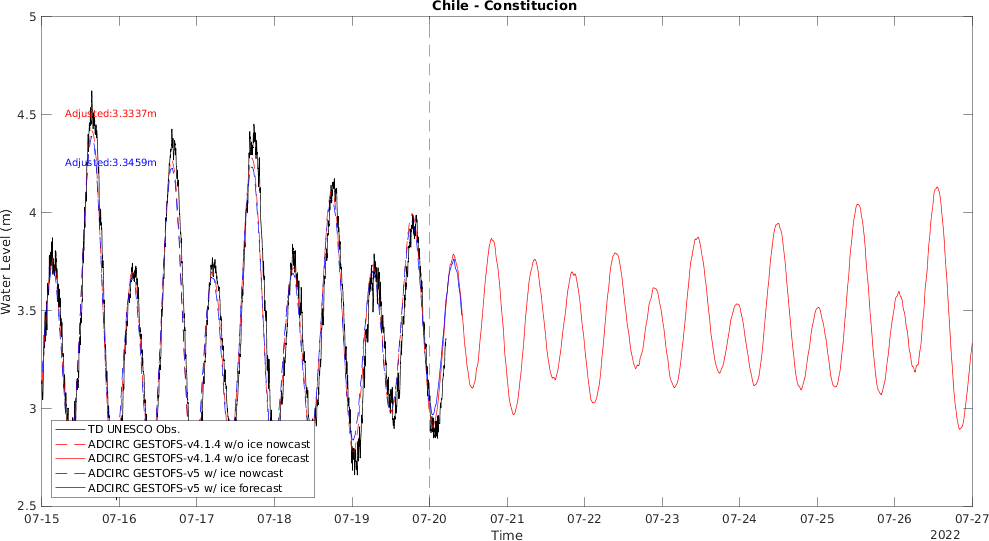 Chile - Constitucion
5
4.5
4
3.5
3
2.5
Water Level (m)
Adjusted:3.3337m
Adjusted:3.3459m
TD UNESCO Obs.
ADCIRC GESTOFS-v4.1.4 w/o ice nowcast
ADCIRC GESTOFS-v4.1.4 w/o ice forecast
ADCIRC GESTOFS-v5 w/ ice nowcast
ADCIRC GESTOFS-v5 w/ ice forecast
07-15 07-16 07-17 07-18 07-19 07-20 07-21 07-22 07-23 07-24 07-25 07-26 07-27
Time
2022